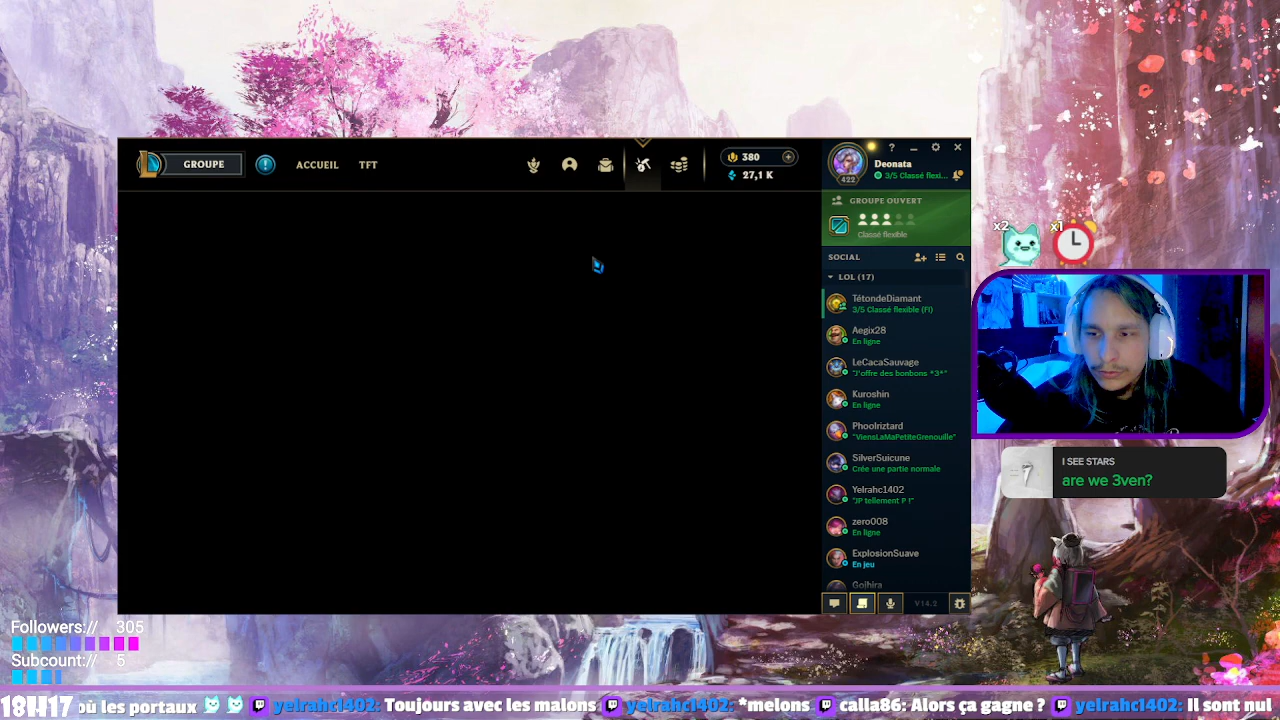 GROUPE
ACCUEIL
TFT
380
27,1 K
422
Deonata
3/5 Classé flexi...
GROUPE OUVERT
Classé flexible
SOCIAL
LOL (17)
TétondeDiamant
3/5 Classé flexible (FI)
Aegix28
En ligne
LeCacaSauvage
"J'offre des bonbons *3*"
Kuroshin
En ligne
Phoolriztard
"ViensLaMaPetiteGrenouille"
SilverSuicune
Crée une partie normale
Yelrahc1402
"JP tellement P !"
zero008
En ligne
ExplosionSuave
En jeu
Golhira
V14.2
x2
x1
I SEE STARS
are we 3ven?
Followers:// 305
Subcount:// 5
18H17 où les portaux yelrahc1402: Toujours avec les malons yelrahc1402: *melons calla86: Alors ça gagne ? yelrahc1402: Il sont nul